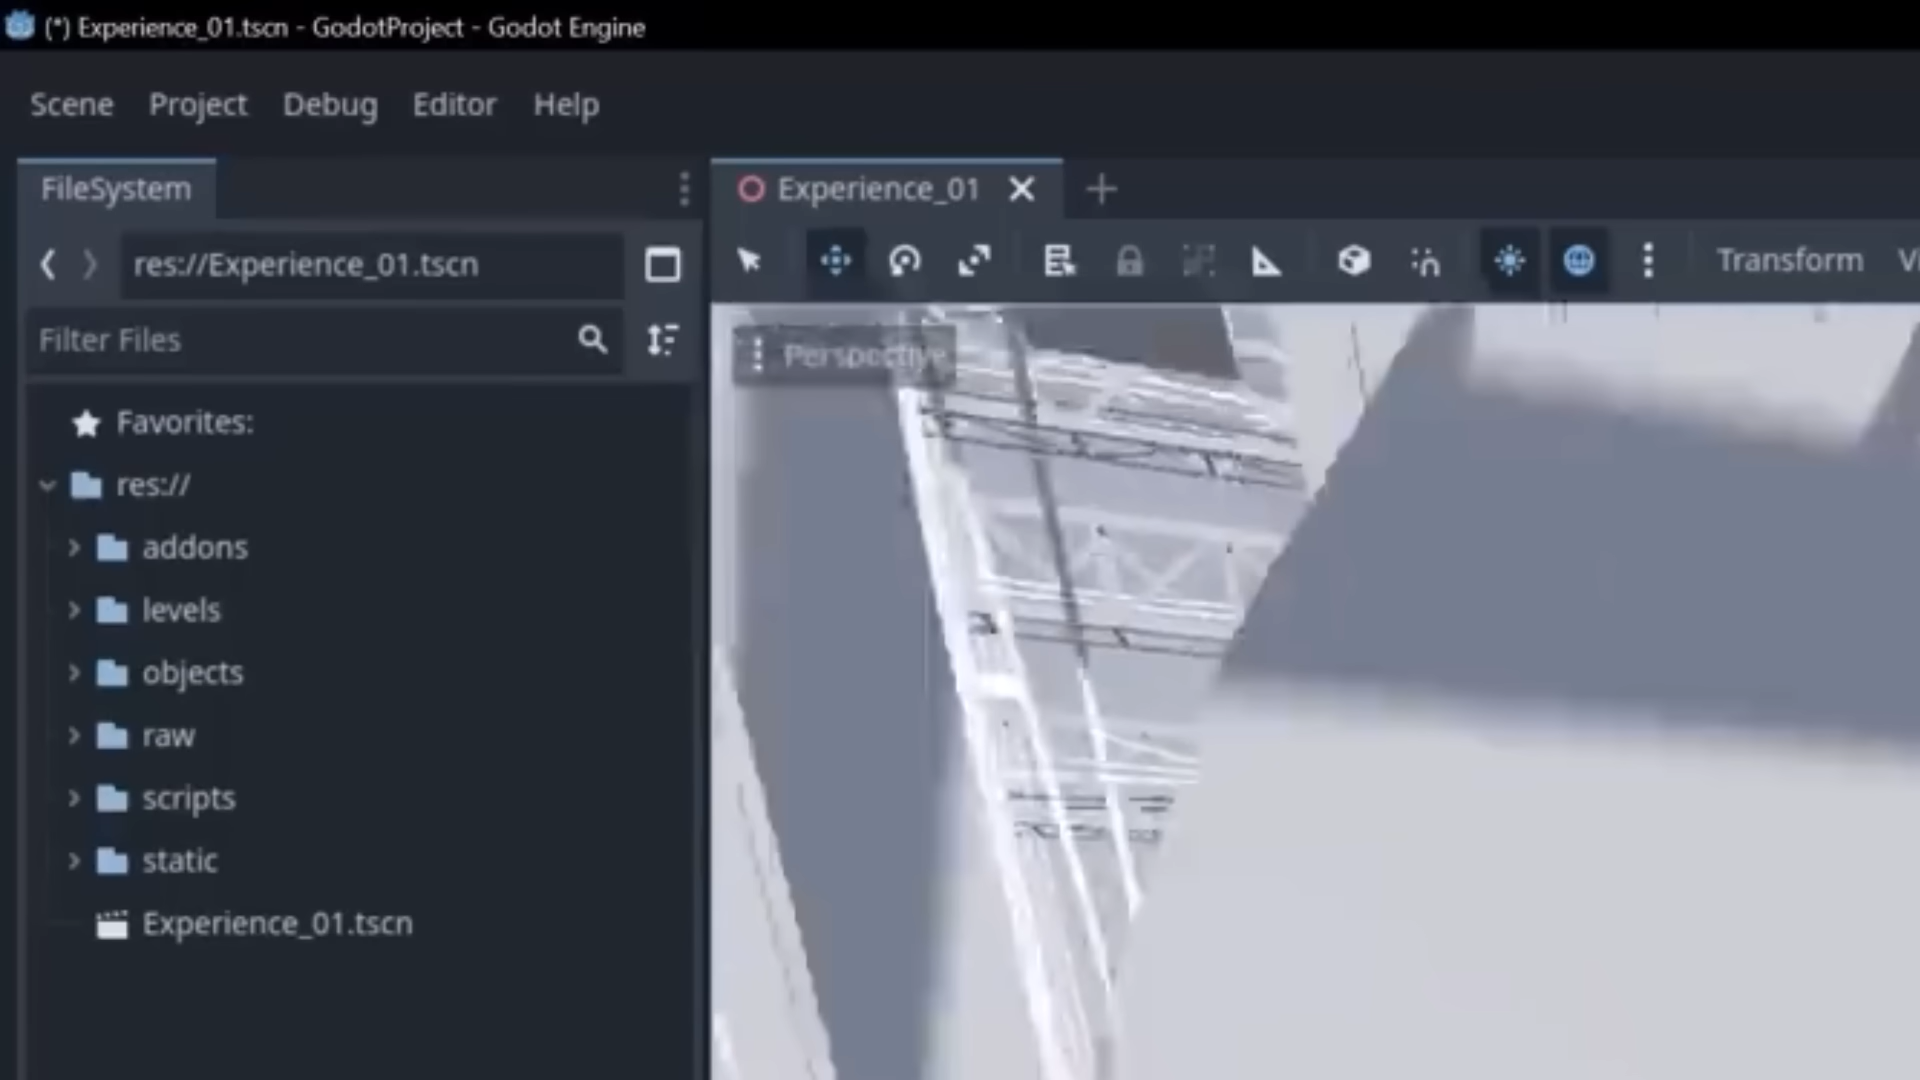 (*) Experience_01.tscn - GodotProject - Godot Engine
Scene Project Debug Editor Help
FileSystem
Experience_01
res://Experience_01.tscn
Transform
Filter Files
Perspective
Favorites:
res://
addons
levels
objects
raw
scripts
static
Experience_01.tscn